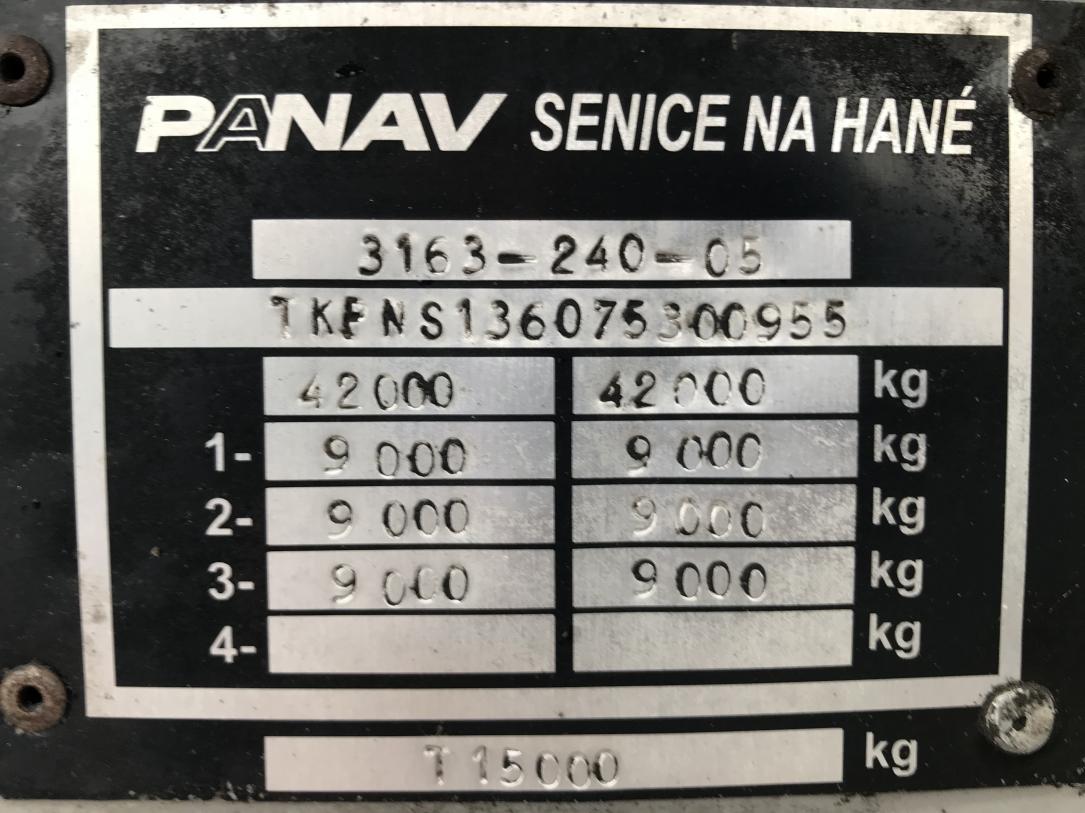 PANAV SENICE NA HANÉ
3163-240-05
TKFNS136075300955
42000 42000 kg
1- 9 000 9 000 kg
2- 9 000 9 000 kg
3- 9 000 9 000 kg
4- kg
T 15000 kg